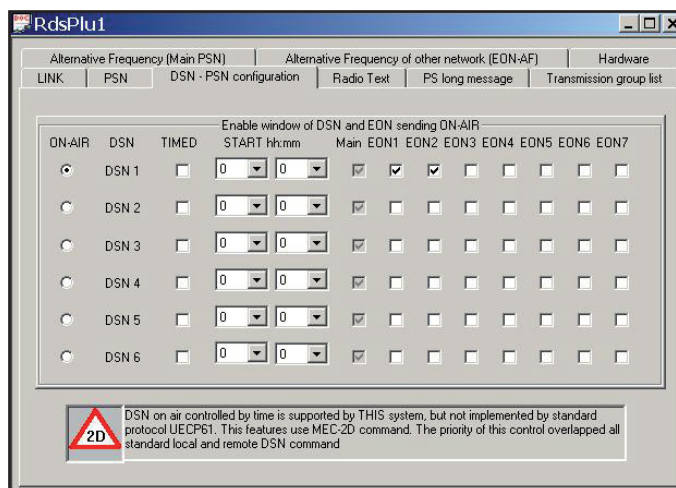 RdsPlu1
Alternative Frequency (Main PSN) Alternative Frequency of other network (EON-AF) Hardware
LINK PSN DSN - PSN configuration Radio Text PS long message Transmission group list
Enable window of DSN and EON sending ON-AIR
ON-AIR DSN TIMED START hh:mm Main EON1 EON2 EON3 EON4 EON5 EON6 EON7
DSN 1 0 0
DSN 2 0 0
DSN 3 0 0
DSN 4 0 0
DSN 5 0 0
DSN 6 0 0
DSN on air controlled by time is supported by THIS system, but not implemented by standard
protocol UECP61. This features use MEC-2D command. The priority of this control overlapped all
standard local and remote DSN command
2D